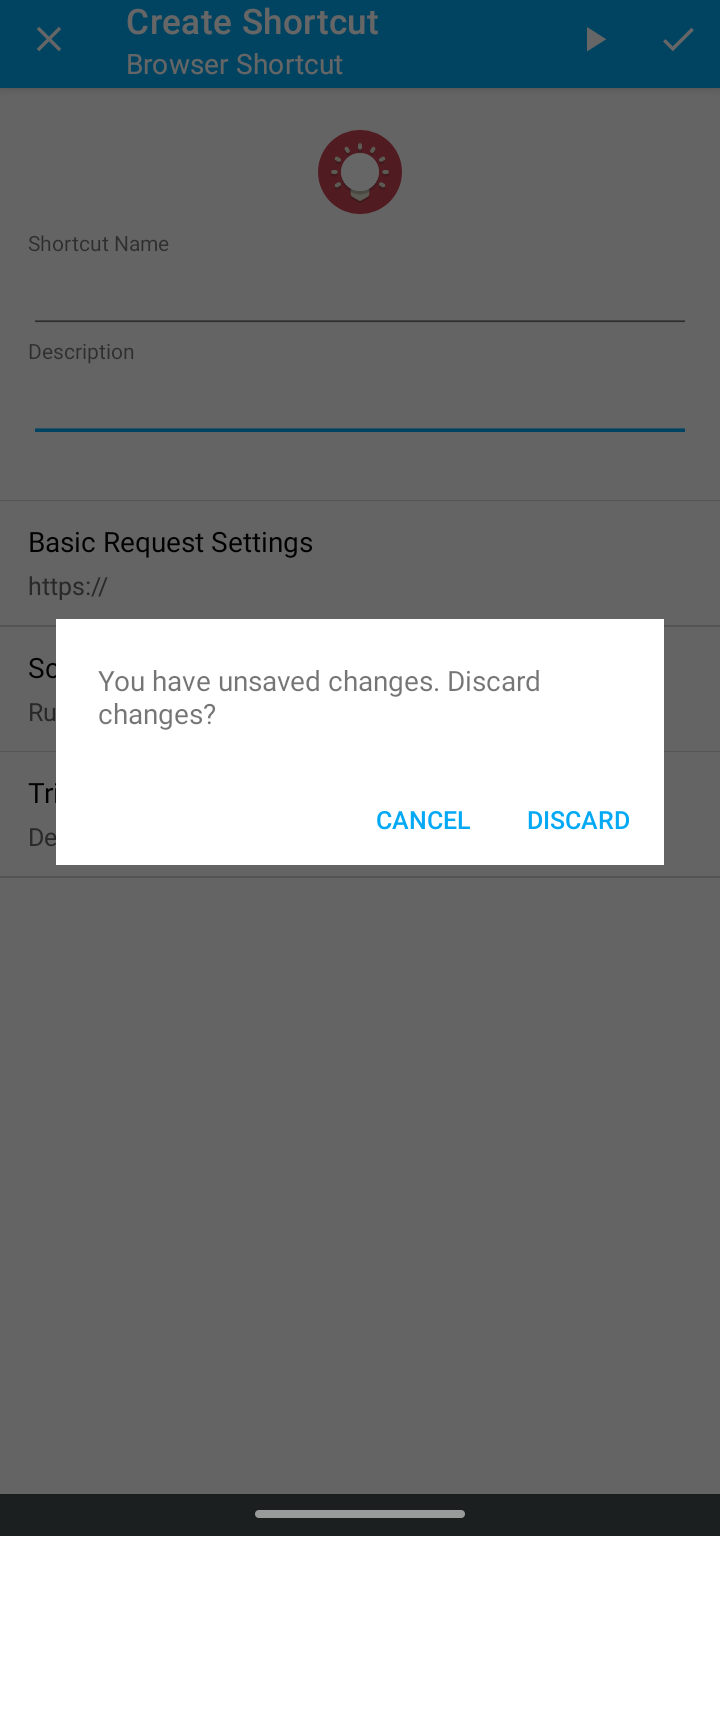 Create Shortcut
Browser Shortcut
Shortcut Name
Description
Basic Request Settings
https://
Sc
Ru
You have unsaved changes. Discard
changes?
Tri
De
CANCEL
DISCARD